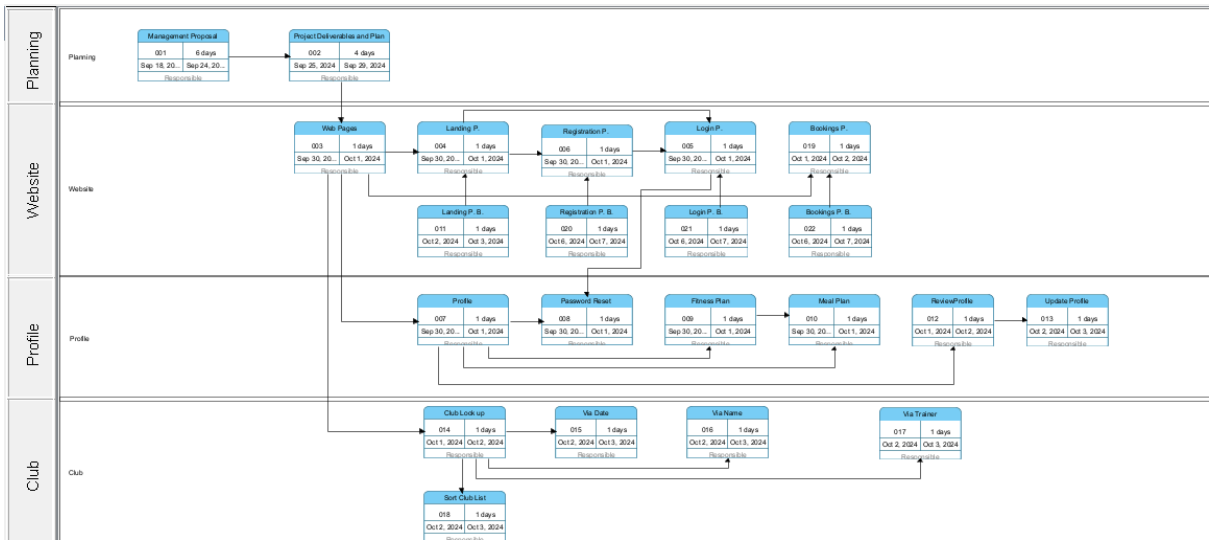 Planning
Planning
Management Proposal
001 6 days
Sep 18, 20... Sep 24, 20...
Responsible
Project Deliverables and Plan
002 4 days
Sep 25, 2024 Sep 29, 2024
Responsible
Website
Website
Web Pages
003 1 days
Sep 30, 20... Oct 1, 2024
Responsible
Landing P.
004 1 days
Sep 30, 20... Oct 1, 2024
Responsible
Registration P.
006 1 days
Sep 30, 20... Oct 1, 2024
Responsible
Login P.
005 1 days
Sep 30, 20... Oct 1, 2024
Responsible
Bookings P.
019 1 days
Oct 1, 2024 Oct 2, 2024
Responsible
Landing P. B.
011 1 days
Oct 2, 2024 Oct 3, 2024
Responsible
Registration P. B.
020 1 days
Oct 6, 2024 Oct 7, 2024
Responsible
Login P. B.
021 1 days
Oct 6, 2024 Oct 7, 2024
Responsible
Bookings P. B.
022 1 days
Oct 6, 2024 Oct 7, 2024
Responsible
Profile
Profile
Profile
007 1 days
Sep 30, 20... Oct 1, 2024
Responsible
Password Reset
008 1 days
Sep 30, 20... Oct 1, 2024
Responsible
Fitness Plan
009 1 days
Sep 30, 20... Oct 1, 2024
Responsible
Meal Plan
010 1 days
Sep 30, 20... Oct 1, 2024
Responsible
ReviewProfile
012 1 days
Oct 1, 2024 Oct 2, 2024
Responsible
Update Profile
013 1 days
Oct 2, 2024 Oct 3, 2024
Responsible
Club
Club
Club Look up
014 1 days
Oct 1, 2024 Oct 2, 2024
Responsible
Via Date
015 1 days
Oct 2, 2024 Oct 3, 2024
Responsible
Via Name
016 1 days
Oct 2, 2024 Oct 3, 2024
Responsible
Via Trainer
017 1 days
Oct 2, 2024 Oct 3, 2024
Responsible
Sort Club List
018 1 days
Oct 2, 2024 Oct 3, 2024